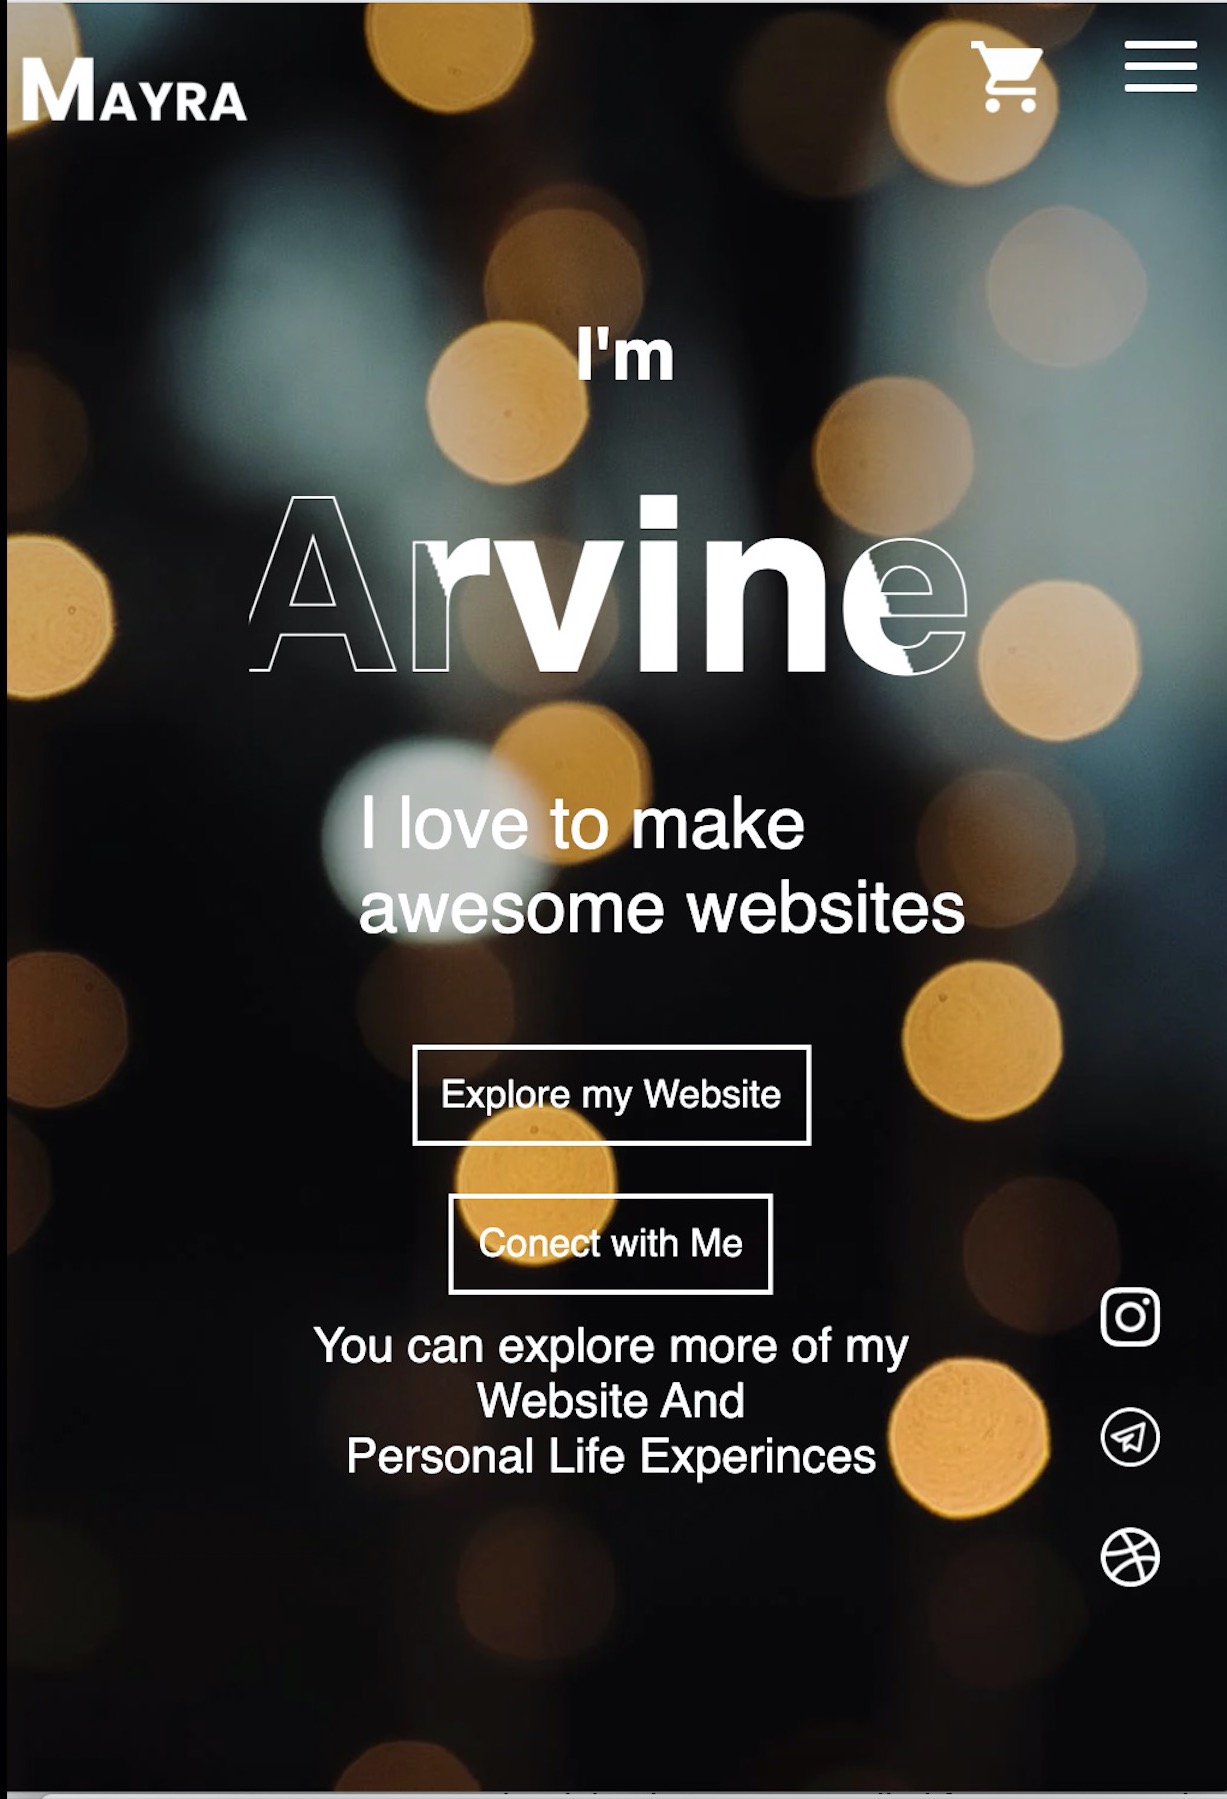 MAYRA
I'm
Arvine
I love to make
awesome websites
Explore my Website
Conect with Me
You can explore more of my
Website And
Personal Life Experinces